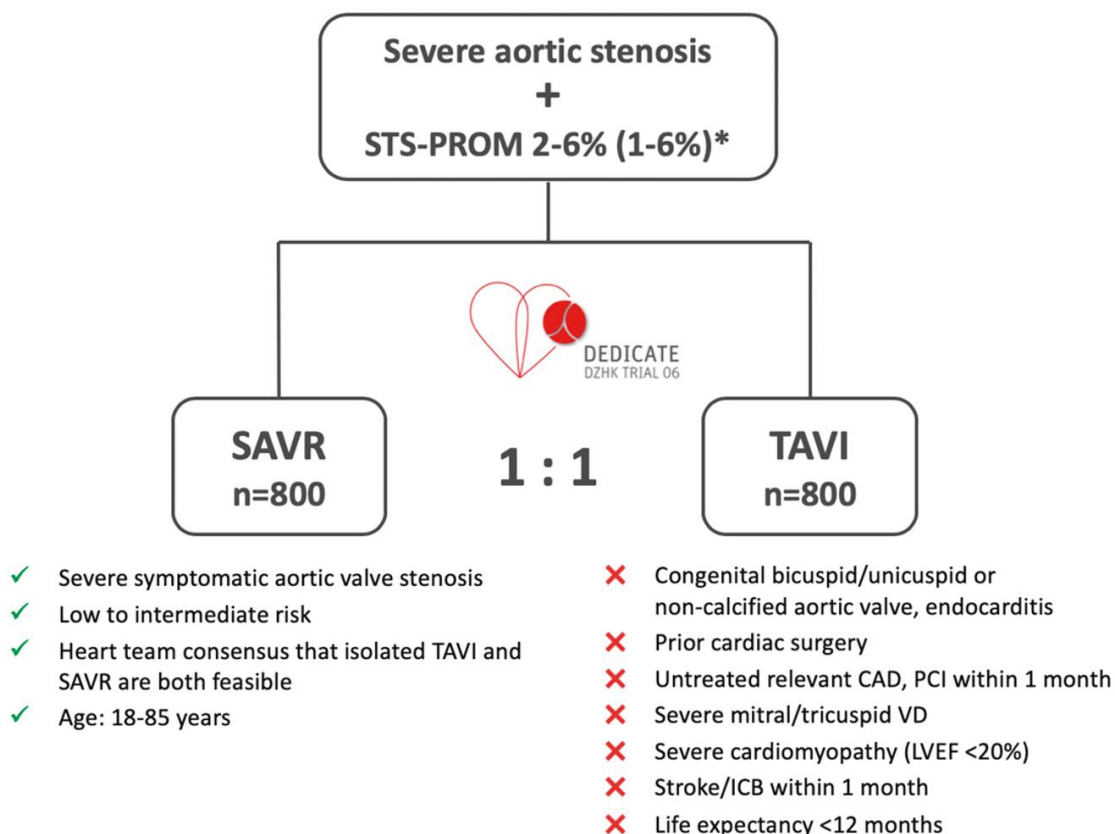 Severe aortic stenosis
+
STS-PROM 2-6% (1-6%)*
DEDICATE
DZHK TRIAL 06
SAVR
n=800
1 : 1
TAVI
n=800
✓ Severe symptomatic aortic valve stenosis
✓ Low to intermediate risk
✓ Heart team consensus that isolated TAVI and
SAVR are both feasible
✓ Age: 18-85 years
✕ Congenital bicuspid/unicuspid or
non-calcified aortic valve, endocarditis
✕ Prior cardiac surgery
✕ Untreated relevant CAD, PCI within 1 month
✕ Severe mitral/tricuspid VD
✕ Severe cardiomyopathy (LVEF <20%)
✕ Stroke/ICB within 1 month
✕ Life expectancy <12 months